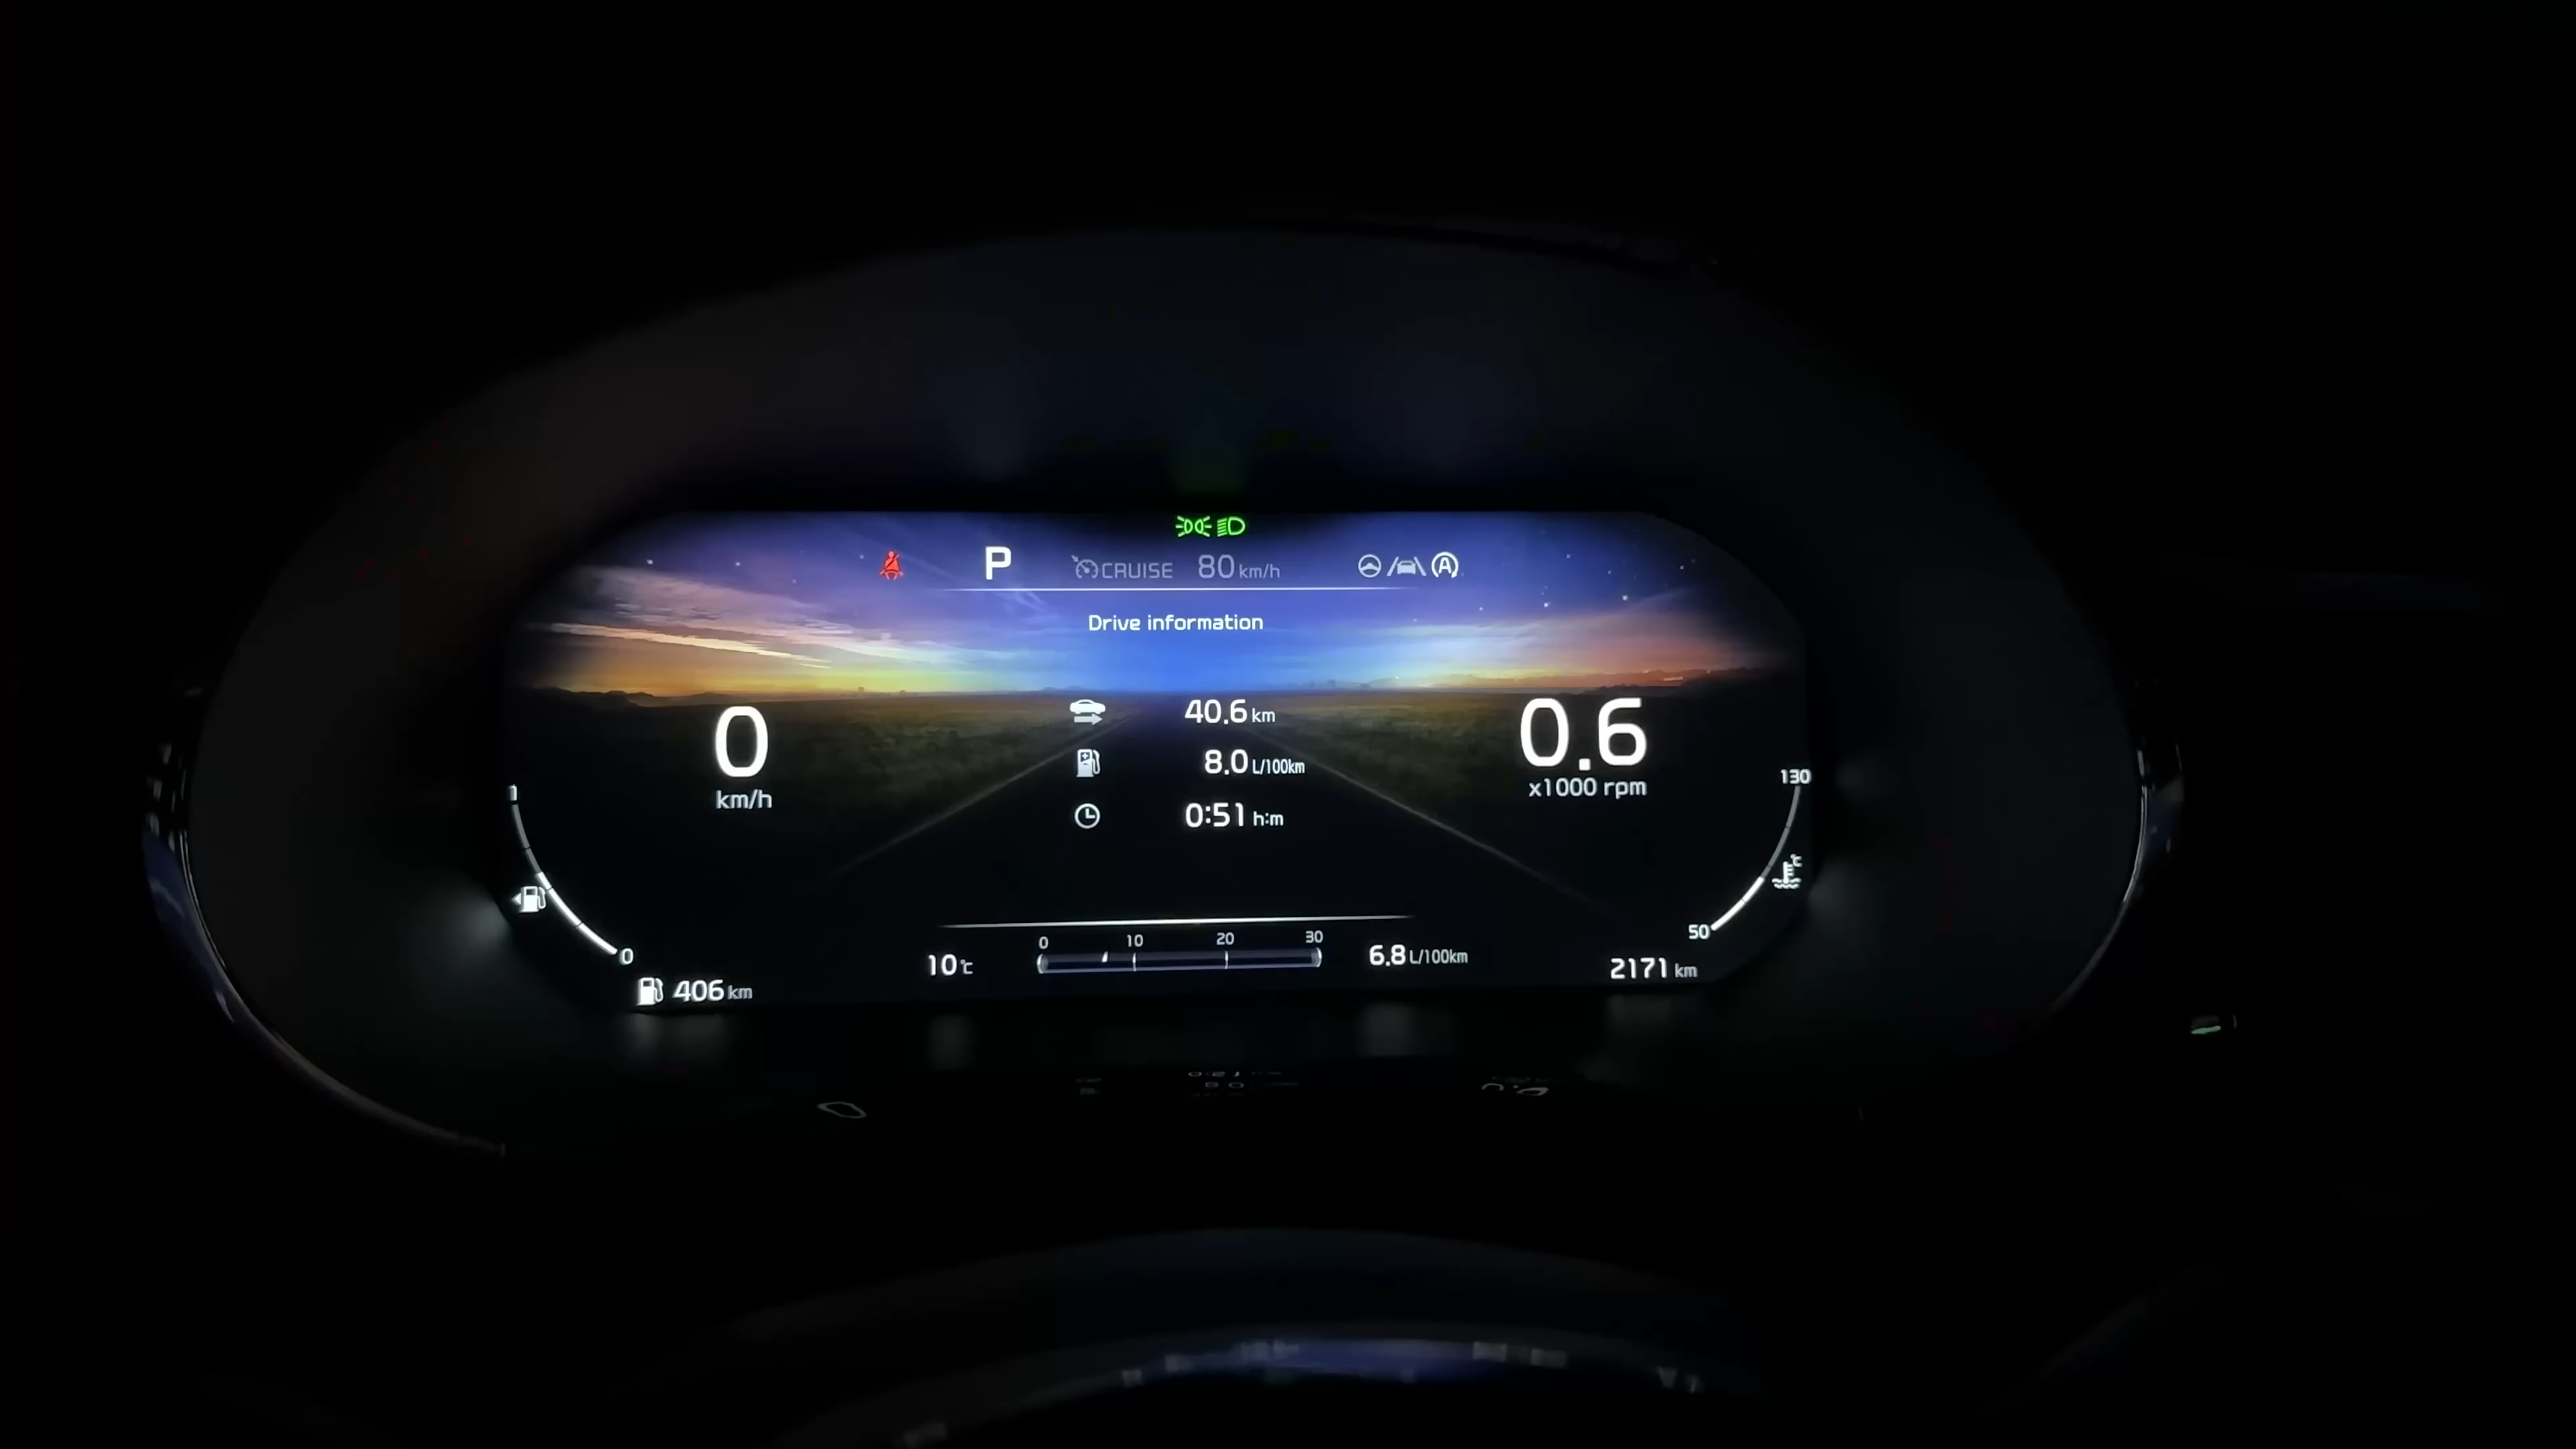 P CRUISE 80 km/h A
Drive information
40.6 km
8.0 L/100km
0:51 h:m
0
km/h
0.6
x1000 rpm
1
0
406 km
130
℃
50
2171 km
0 10 20 30
10℃
6.8 L/100km